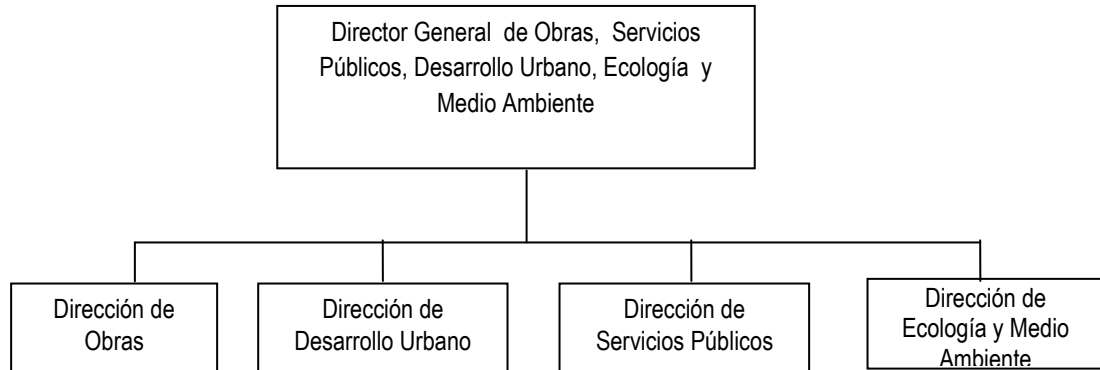 Director General de Obras, Servicios
Públicos, Desarrollo Urbano, Ecología y
Medio Ambiente
Dirección de
Obras
Dirección de
Desarrollo Urbano
Dirección de
Servicios Públicos
Dirección de
Ecología y Medio
Ambiente